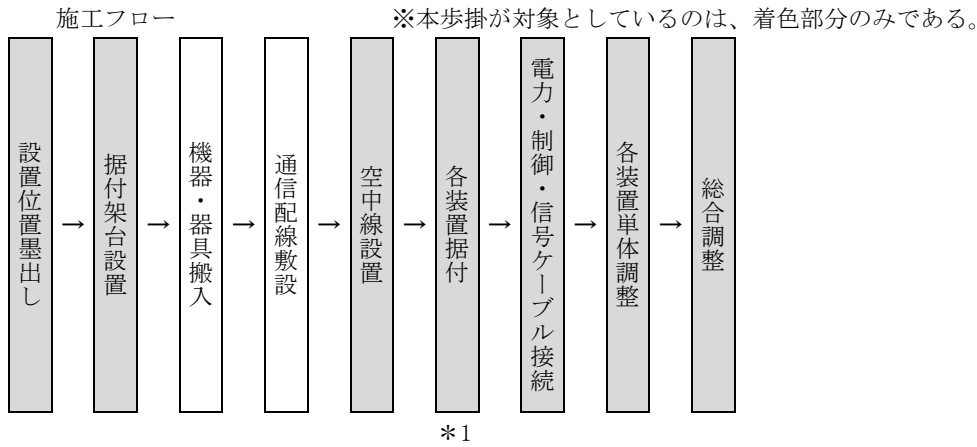 施工フロー
※本歩掛が対象としているのは、着色部分のみである。
設置位置墨出し
→
据付架台設置
→
機器・器具搬入
→
通信配線敷設
→
空中線設置
→
各装置据付
→
電力・制御・信号ケーブル接続
→
各装置単体調整
→
総合調整
＊1